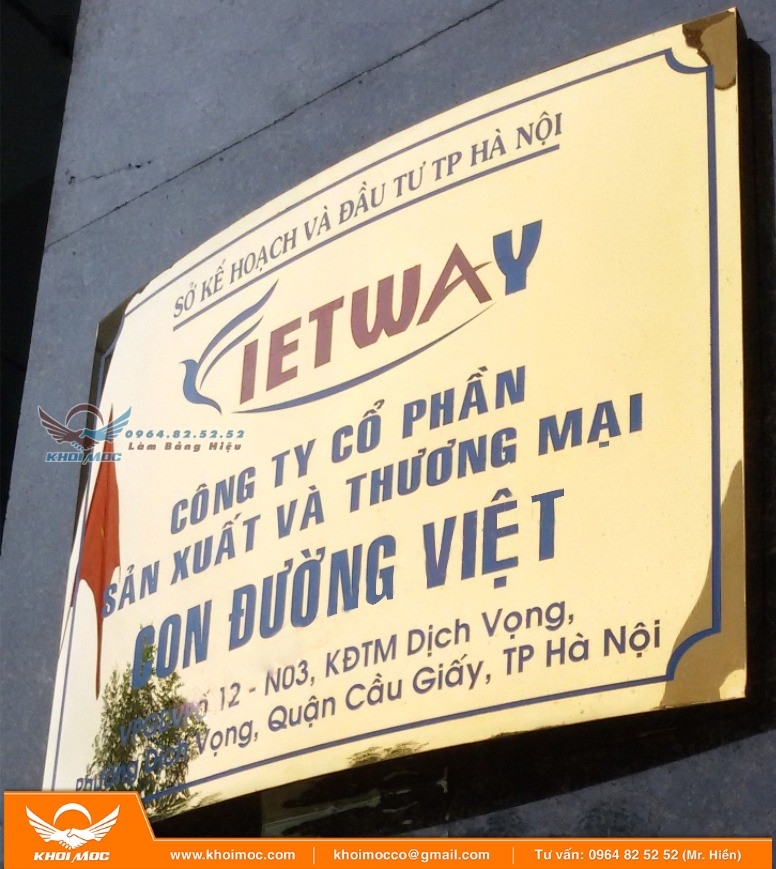 SỞ KẾ HOẠCH VÀ ĐẦU TƯ TP HÀ NỘI
VIETWAY
CÔNG TY CỔ PHẦN
SẢN XUẤT VÀ THƯƠNG MẠI
CON ĐƯỜNG VIỆT
12 - N03, KĐTM Dịch Vọng,
Phường Dịch Vọng, Quận Cầu Giấy, TP Hà Nội
KHOI MOC
0964.82.52.52
Làm Bảng Hiệu
KHOI MOC
www.khoimoc.com | khoimocco@gmail.com | Tư vấn: 0964 82 52 52 (Mr. Hiền)